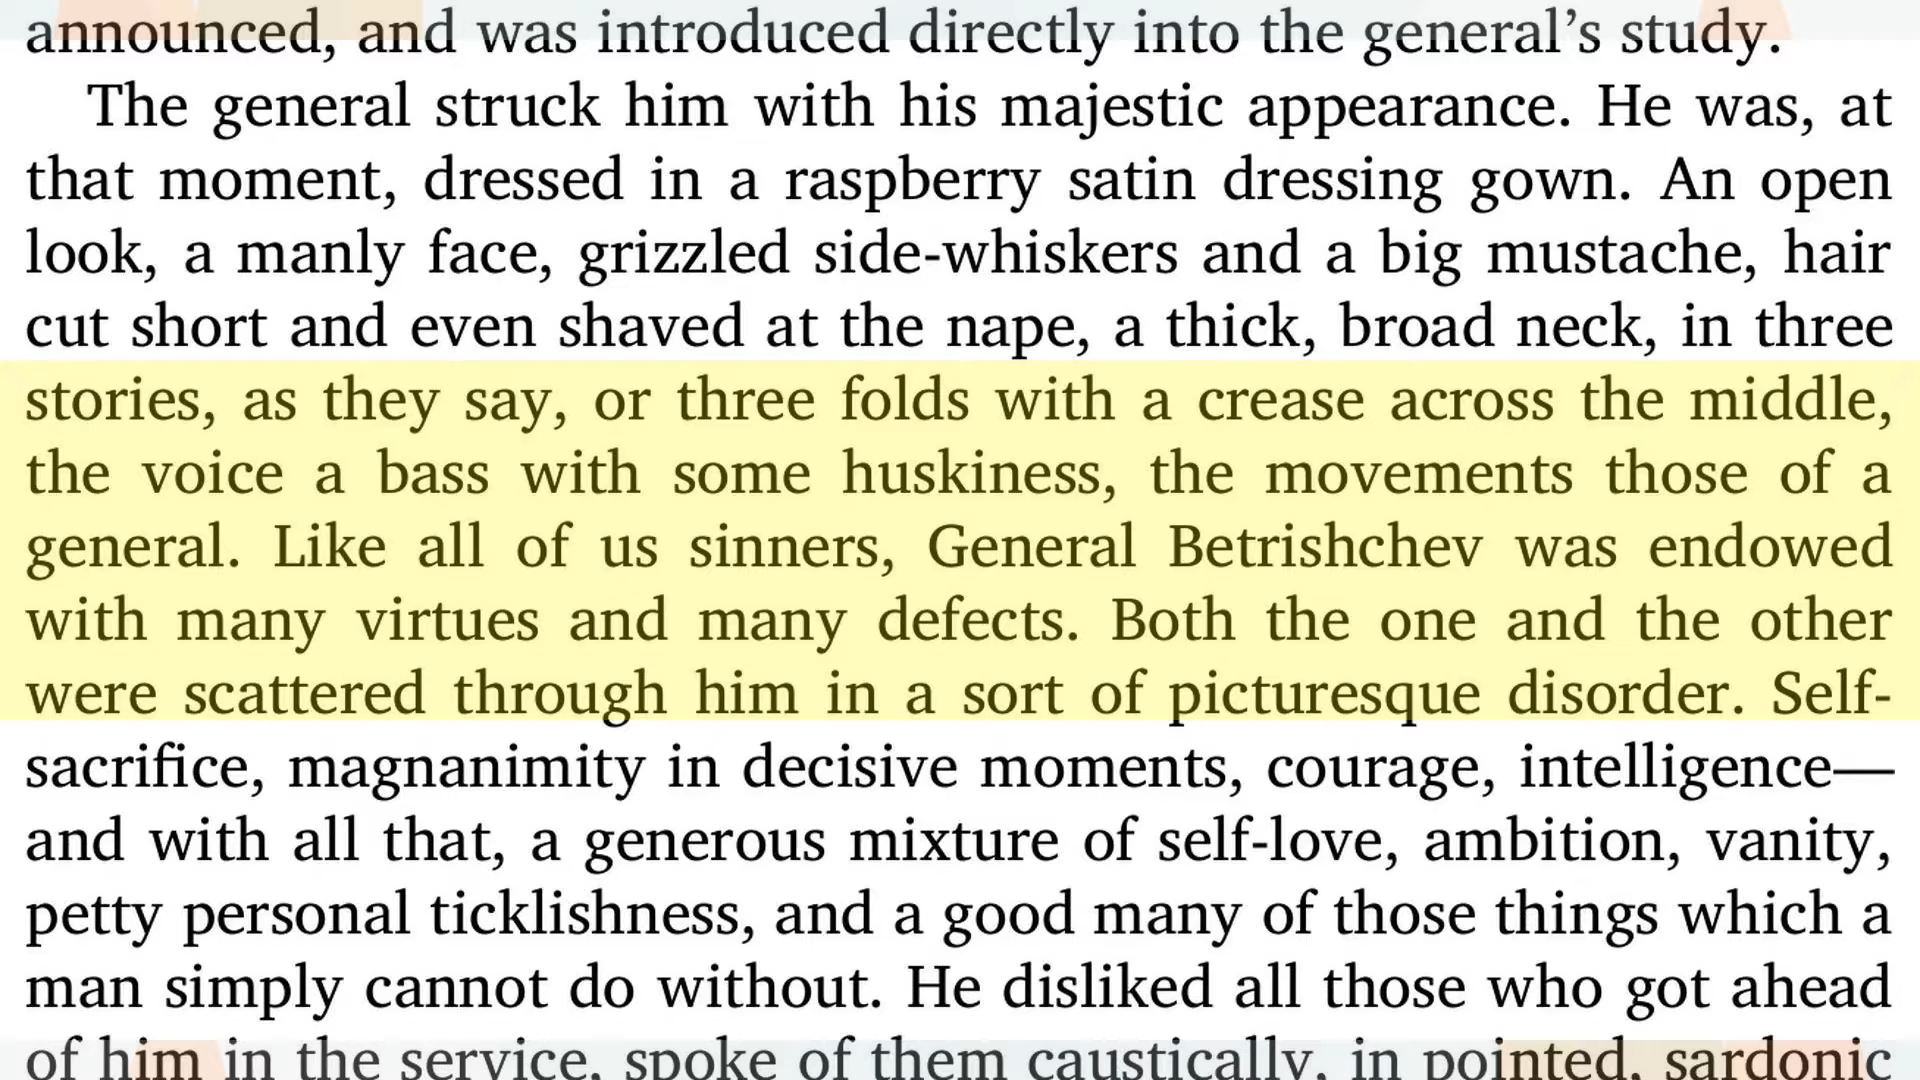 announced, and was introduced directly into the general’s study.
The general struck him with his majestic appearance. He was, at
that moment, dressed in a raspberry satin dressing gown. An open
look, a manly face, grizzled side-whiskers and a big mustache, hair
cut short and even shaved at the nape, a thick, broad neck, in three
stories, as they say, or three folds with a crease across the middle,
the voice a bass with some huskiness, the movements those of a
general. Like all of us sinners, General Betrishchev was endowed
with many virtues and many defects. Both the one and the other
were scattered through him in a sort of picturesque disorder. Self-
sacrifice, magnanimity in decisive moments, courage, intelligence—
and with all that, a generous mixture of self-love, ambition, vanity,
petty personal ticklishness, and a good many of those things which a
man simply cannot do without. He disliked all those who got ahead
of him in the service, spoke of them caustically, in pointed, sardonic